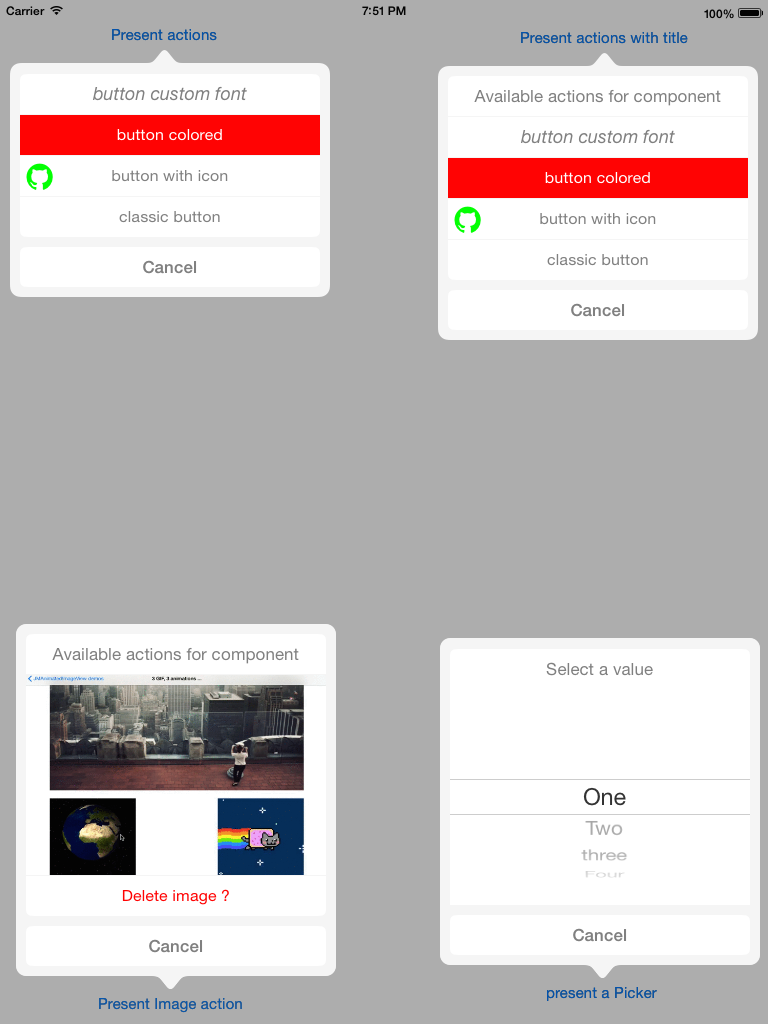 Carrier 7:51 PM 100%
Present actions
button custom font
button colored
button with icon
classic button
Cancel
Present actions with title
Available actions for component
button custom font
button colored
button with icon
classic button
Cancel
Available actions for component
JMAnimatedImageView demos 3 GIF, 3 animations ...
Delete image ?
Cancel
Present Image action
Select a value
One
Two
three
Four
Cancel
present a Picker